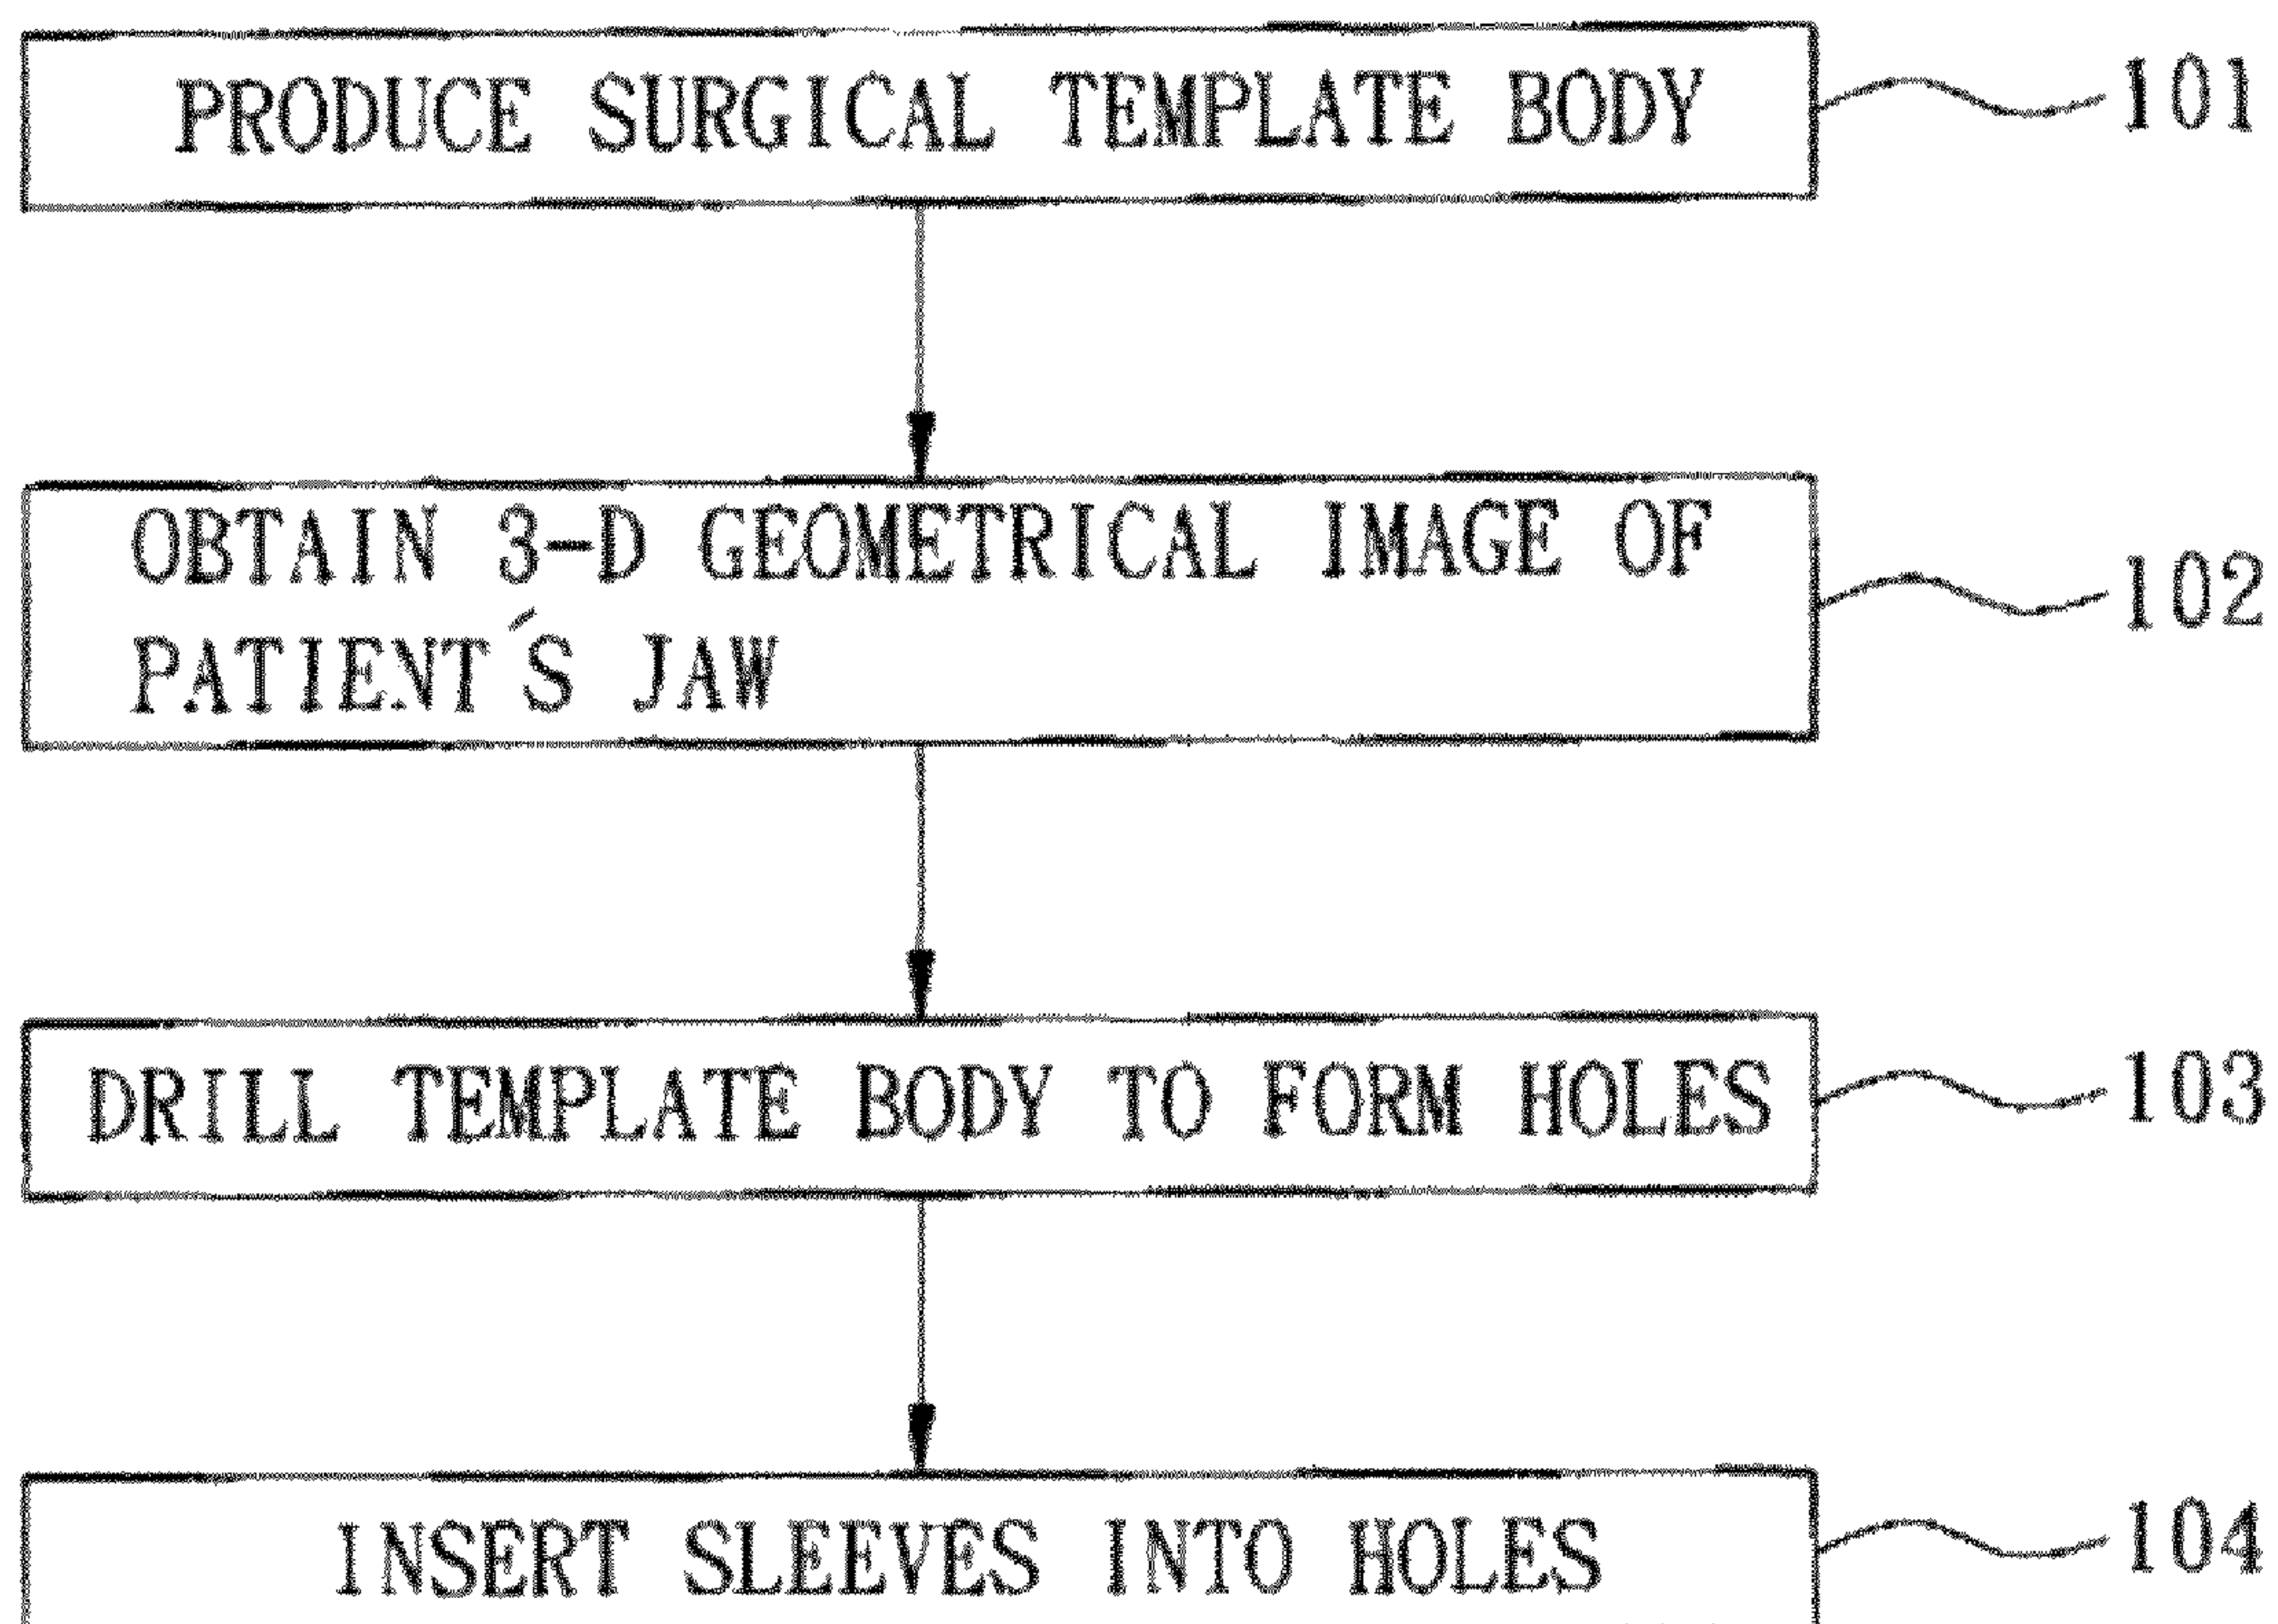 PRODUCE SURGICAL TEMPLATE BODY 101
OBTAIN 3-D GEOMETRICAL IMAGE OF
PATIENT´S JAW
102
DRILL TEMPLATE BODY TO FORM HOLES 103
INSERT SLEEVES INTO HOLES 104